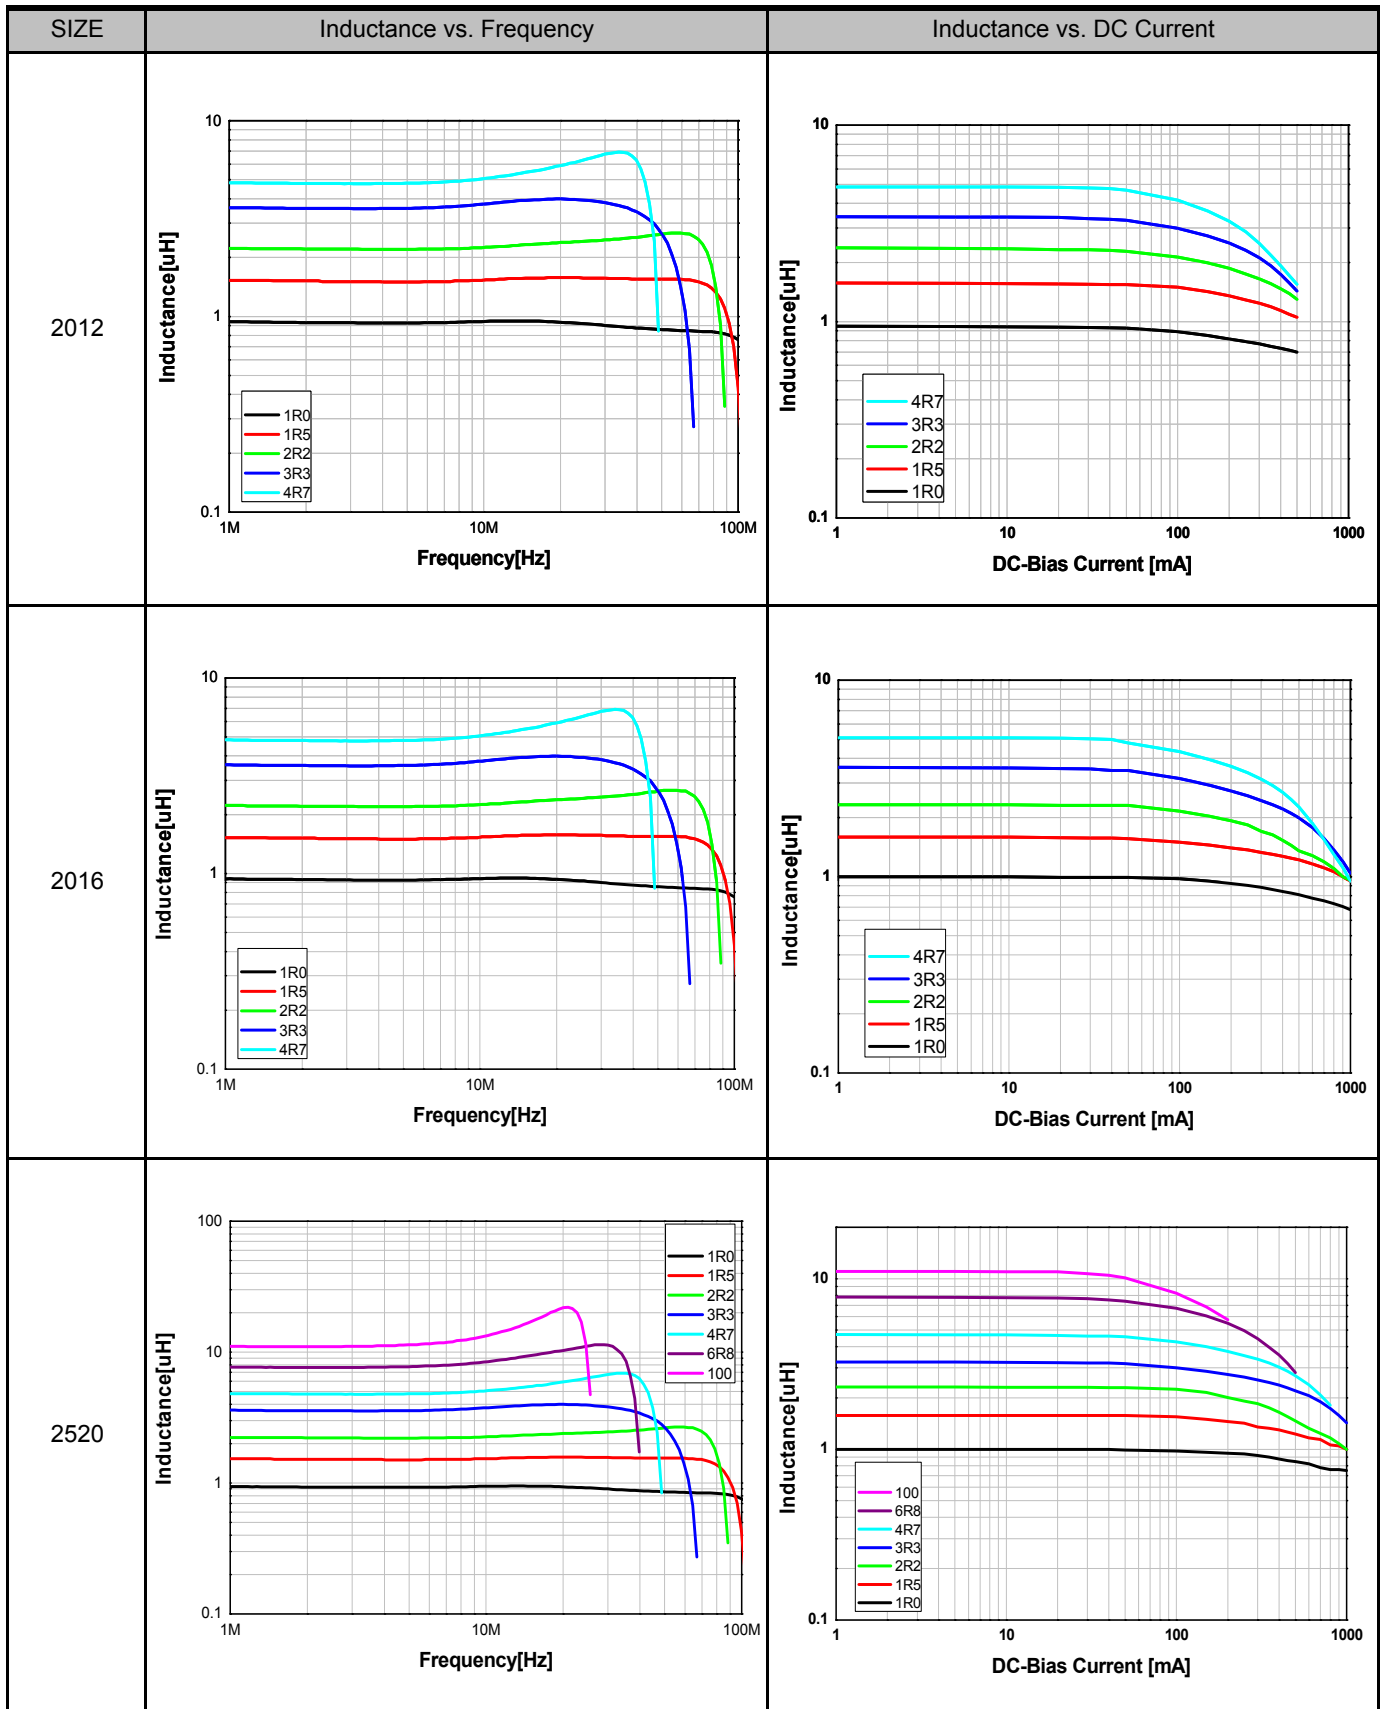 SIZE Inductance vs. Frequency Inductance vs. DC Current
2012
10
1
0.1
1M 10M 100M
Inductance[uH]
Frequency[Hz]
1R0
1R5
2R2
3R3
4R7
10
1
0.1
1 10 100 1000
Inductance[uH]
DC-Bias Current [mA]
4R7
3R3
2R2
1R5
1R0
2016
10
1
0.1
1M 10M 100M
Inductance[uH]
Frequency[Hz]
1R0
1R5
2R2
3R3
4R7
10
1
0.1
1 10 100 1000
Inductance[uH]
DC-Bias Current [mA]
4R7
3R3
2R2
1R5
1R0
2520
100
10
1
0.1
1M 10M 100M
Inductance[uH]
Frequency[Hz]
1R0
1R5
2R2
3R3
4R7
6R8
100
10
1
0.1
1 10 100 1000
Inductance[uH]
DC-Bias Current [mA]
100
6R8
4R7
3R3
2R2
1R5
1R0